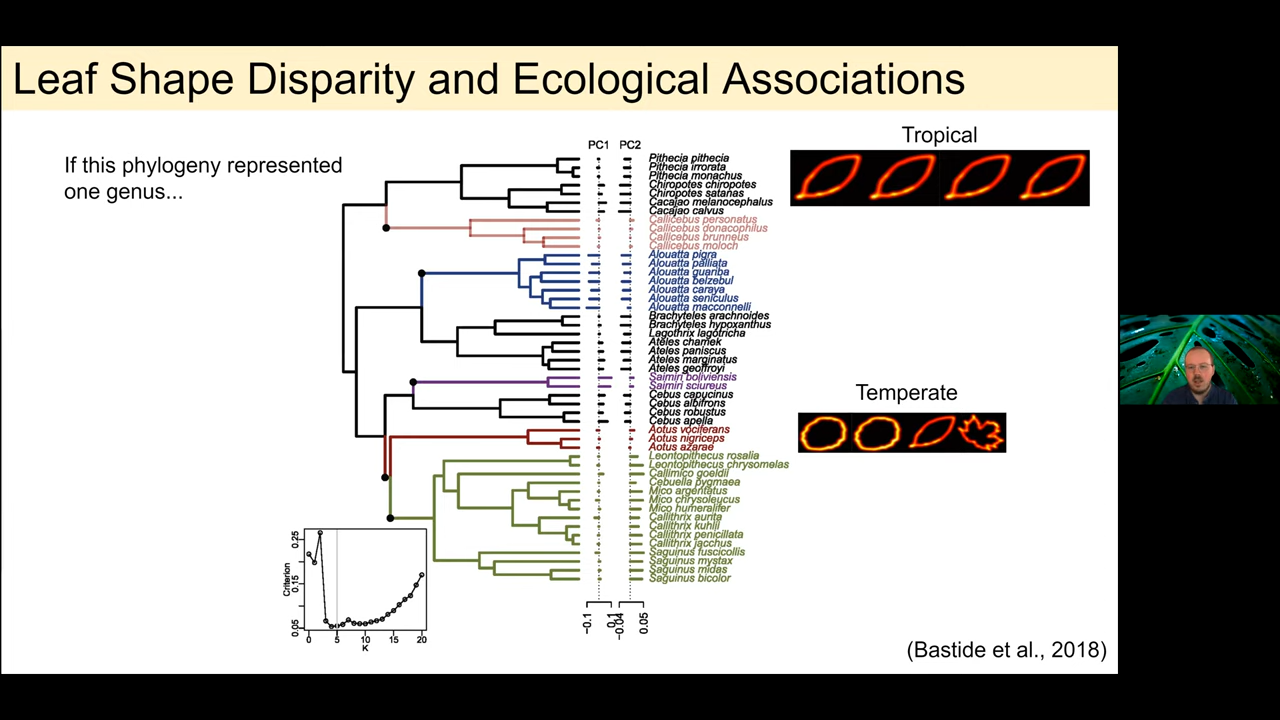 Leaf Shape Disparity and Ecological Associations
If this phylogeny represented
one genus...
PC1 PC2
Pithecia pithecia
Pithecia irrorata
Pithecia monachus
Chiropotes chiropotes
Chiropotes satanas
Cacajao melanocephalus
Cacajao calvus
Callicebus personatus
Callicebus donacophilus
Callicebus brunneus
Callicebus moloch
Alouatta pigra
Alouatta palliata
Alouatta guariba
Alouatta belzebul
Alouatta caraya
Alouatta seniculus
Alouatta macconnelli
Brachyteles arachnoides
Brachyteles hypoxanthus
Lagothrix lagotricha
Ateles chamek
Ateles paniscus
Ateles marginatus
Ateles geoffroyi
Saimiri boliviensis
Saimiri sciureus
Cebus capucinus
Cebus albifrons
Cebus robustus
Cebus apella
Aotus vociferans
Aotus nigriceps
Aotus azarae
Leontopithecus rosalia
Leontopithecus chrysomelas
Callimico goeldii
Cebuella pygmaea
Mico argentatus
Mico chrysoleucus
Mico humeralifer
Callithrix aurita
Callithrix kuhlii
Callithrix penicillata
Callithrix jacchus
Saguinus fuscicollis
Saguinus mystax
Saguinus midas
Saguinus bicolor
−0.1 0.1 −0.04 0.05
Tropical
Temperate
Criterion
0.25
0.15
0.05
0 5 10 15 20
K
(Bastide et al., 2018)